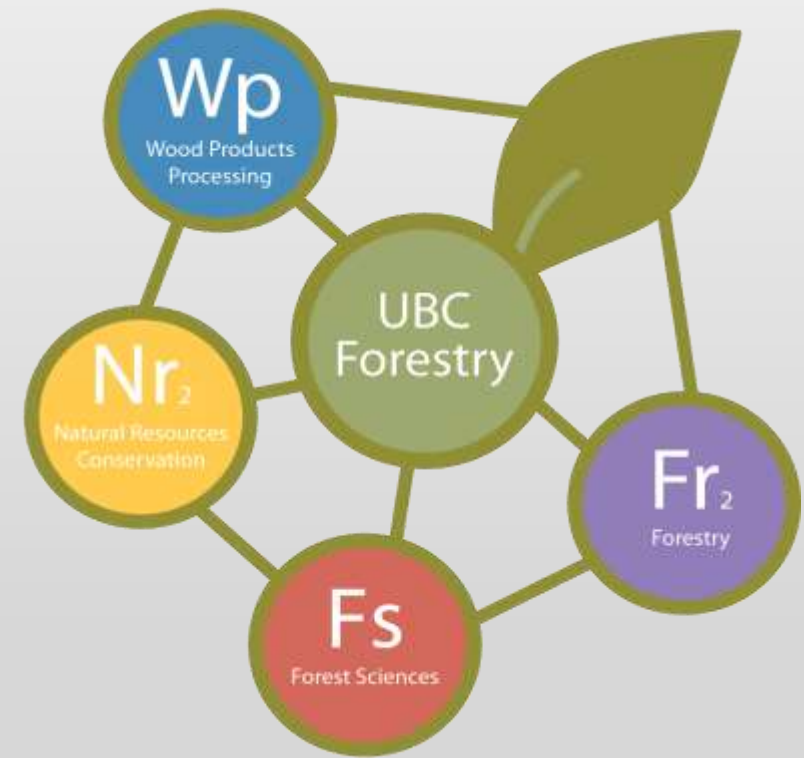 Wp
Wood Products
Processing
UBC
Forestry
Nr2
Natural Resources
Conservation
Fr2
Forestry
Fs
Forest Sciences